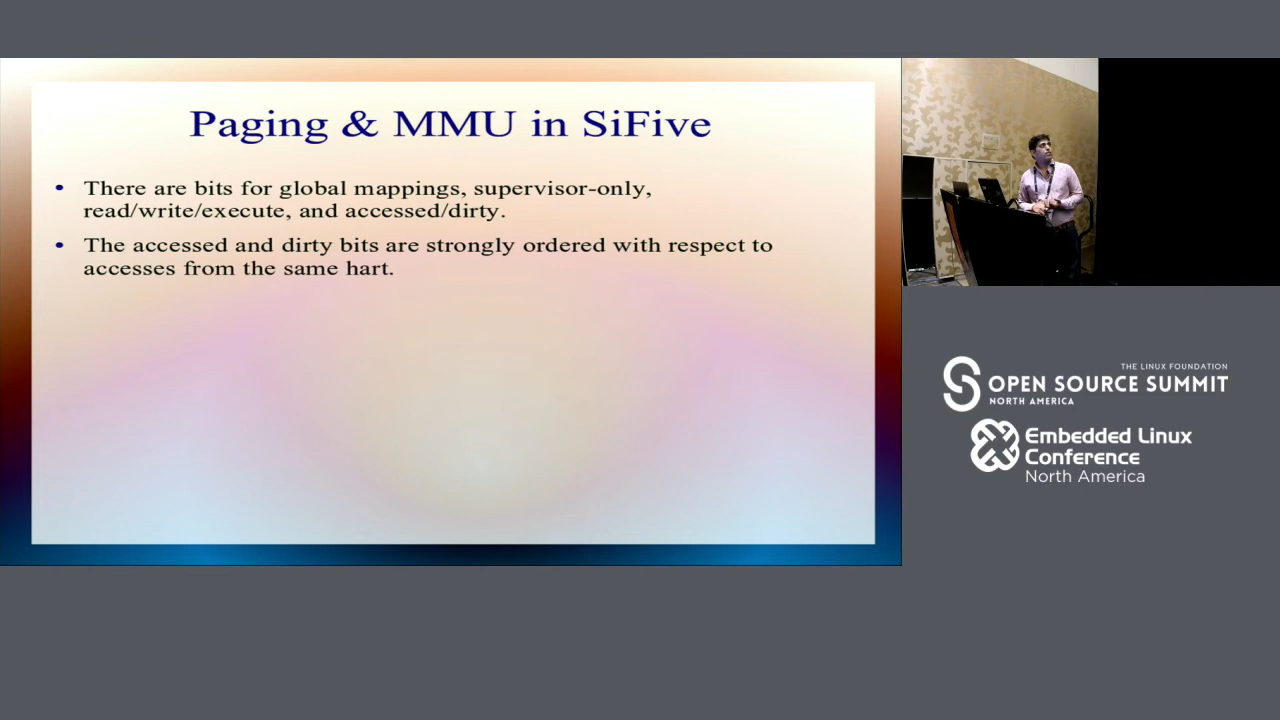 Paging & MMU in SiFive
• There are bits for global mappings, supervisor-only,
read/write/execute, and accessed/dirty.
• The accessed and dirty bits are strongly ordered with respect to
accesses from the same hart.
THE LINUX FOUNDATION
OPEN SOURCE SUMMIT
NORTH AMERICA
Embedded Linux
Conference
North America